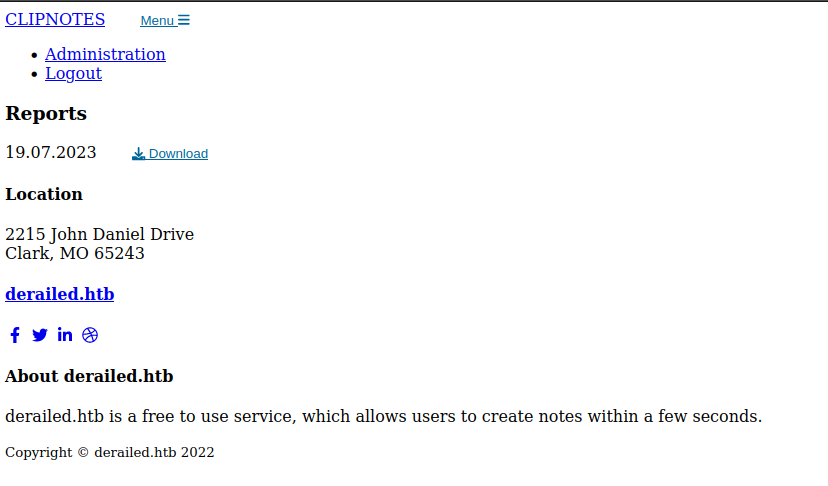 CLIPNOTES Menu
Administration
Logout
Reports
19.07.2023 Download
Location
2215 John Daniel Drive
Clark, MO 65243
derailed.htb
About derailed.htb
derailed.htb is a free to use service, which allows users to create notes within a few seconds.
Copyright © derailed.htb 2022